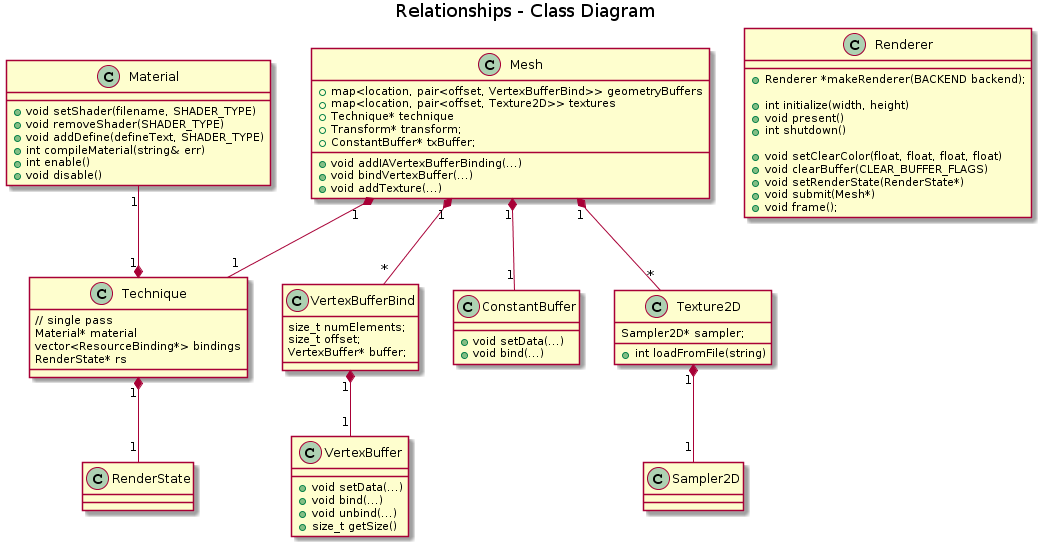 Relationships - Class Diagram
C Material
void setShader(filename, SHADER_TYPE)
void removeShader(SHADER_TYPE)
void addDefine(defineText, SHADER_TYPE)
int compileMaterial(string& err)
int enable()
void disable()
C Mesh
map<location, pair<offset, VertexBufferBind>> geometryBuffers
map<location, pair<offset, Texture2D>> textures
Technique* technique
Transform* transform;
ConstantBuffer* txBuffer;
void addIAVertexBufferBinding(...)
void bindVertexBuffer(...)
void addTexture(...)
C Renderer
Renderer *makeRenderer(BACKEND backend);
int initialize(width, height)
void present()
int shutdown()
void setClearColor(float, float, float, float)
void clearBuffer(CLEAR_BUFFER_FLAGS)
void setRenderState(RenderState*)
void submit(Mesh*)
void frame();
1
1
1
1
1
1
1
*
1
*
C Technique
// single pass
Material* material
vector<ResourceBinding*> bindings
RenderState* rs
C VertexBufferBind
size_t numElements;
size_t offset;
VertexBuffer* buffer;
C ConstantBuffer
void setData(...)
void bind(...)
C Texture2D
Sampler2D* sampler;
int loadFromFile(string)
1
1
1
1
1
1
C RenderState
C VertexBuffer
void setData(...)
void bind(...)
void unbind(...)
size_t getSize()
C Sampler2D